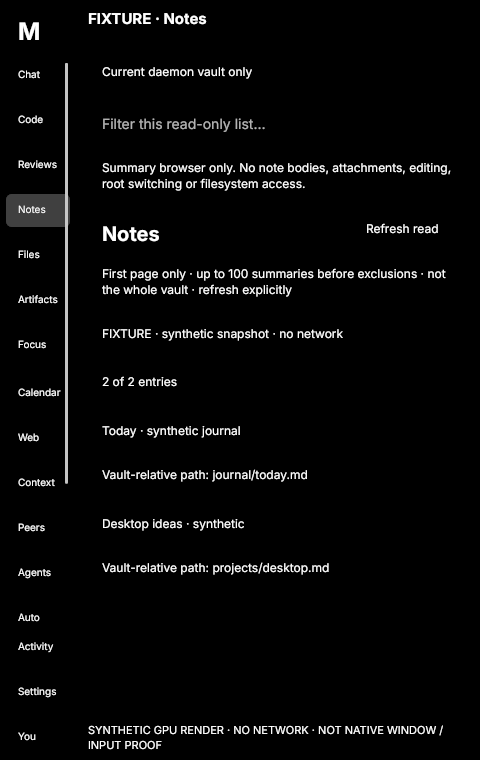 M
Chat
Code
Reviews
Notes
Files
Artifacts
Focus
Calendar
Web
Context
Peers
Agents
Auto
Activity
Settings
You
FIXTURE · Notes
Current daemon vault only
Filter this read-only list...
Summary browser only. No note bodies, attachments, editing,
root switching or filesystem access.
Notes
Refresh read
First page only · up to 100 summaries before exclusions · not
the whole vault · refresh explicitly
FIXTURE · synthetic snapshot · no network
2 of 2 entries
Today · synthetic journal
Vault-relative path: journal/today.md
Desktop ideas · synthetic
Vault-relative path: projects/desktop.md
SYNTHETIC GPU RENDER · NO NETWORK · NOT NATIVE WINDOW /
INPUT PROOF